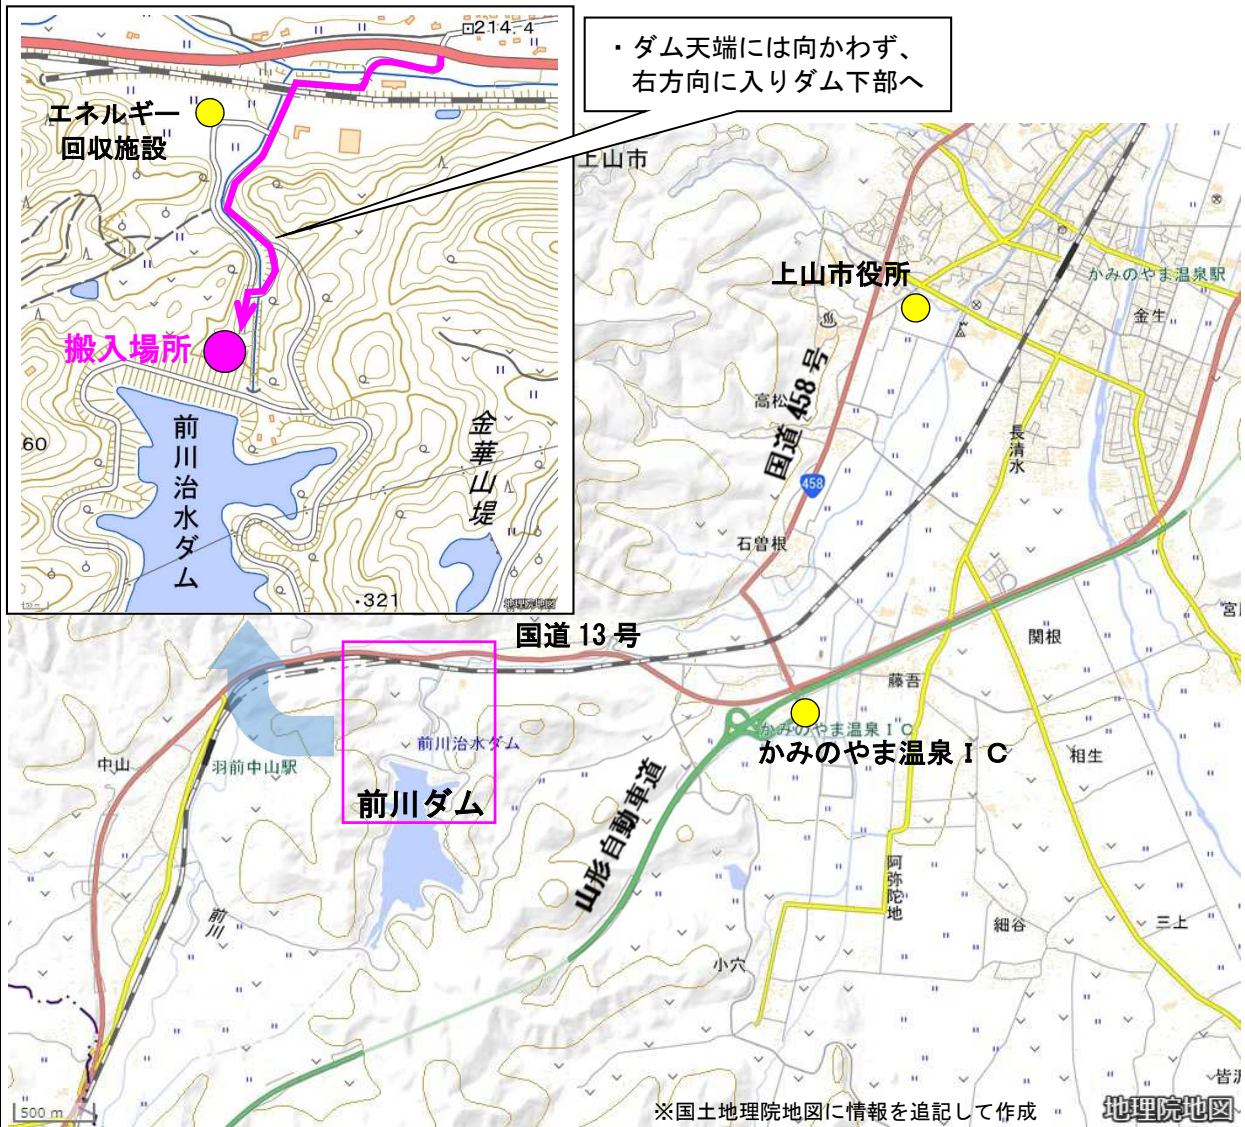 214.4
エネルギー
回収施設
搬入場所
前川治水ダム
金華山堤
60
・321
地理院地図
・ダム天端には向かわず、
右方向に入りダム下部へ
上山市
上山市役所
かみのやま温泉駅
金生
高松
国道 458 号
458
長清水
石曽根
国道 13 号
関根
藤吾
かみのやま温泉IC
かみのやま温泉 IC
相生
中山
羽前中山駅
前川治水ダム
前川ダム
山形自動車道
阿弥陀地
前川
細谷
三上
小穴
500 m
※国土地理院地図に情報を追記して作成
地理院地図